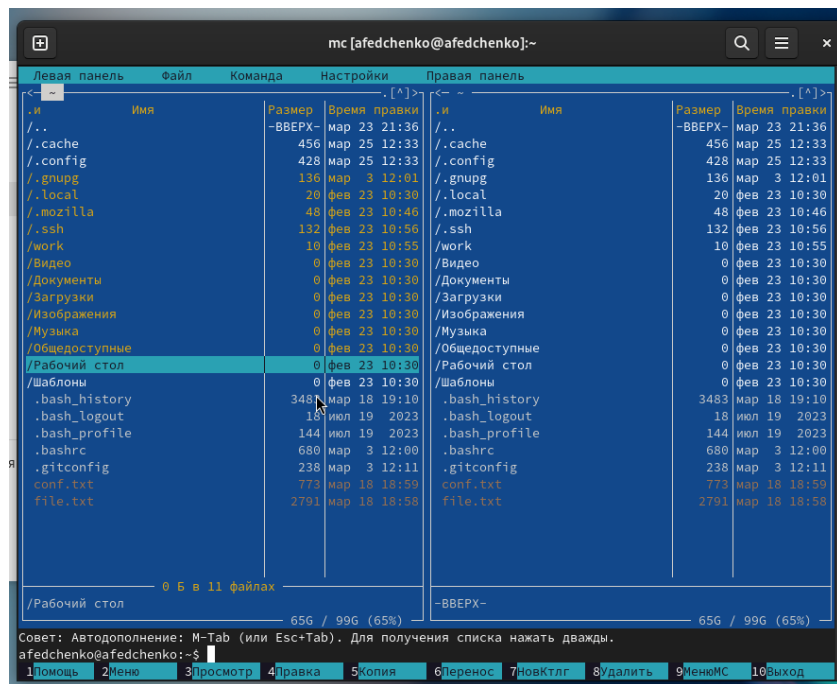 mc [afedchenko@afedchenko]:~
Левая панель Файл Команда Настройки Правая панель
<— ~ .[^]> <— ~ .[^]>
.и Имя Размер Время правки .и Имя Размер Время правки
/.. -ВВЕРХ- мар 23 21:36 /.. -ВВЕРХ- мар 23 21:36
/.cache 456 мар 25 12:33 /.cache 456 мар 25 12:33
/.config 428 мар 25 12:33 /.config 428 мар 25 12:33
/.gnupg 136 мар 3 12:01 /.gnupg 136 мар 3 12:01
/.local 20 фев 23 10:30 /.local 20 фев 23 10:30
/.mozilla 48 фев 23 10:46 /.mozilla 48 фев 23 10:46
/.ssh 132 фев 23 10:56 /.ssh 132 фев 23 10:56
/work 10 фев 23 10:55 /work 10 фев 23 10:55
/Видео 0 фев 23 10:30 /Видео 0 фев 23 10:30
/Документы 0 фев 23 10:30 /Документы 0 фев 23 10:30
/Загрузки 0 фев 23 10:30 /Загрузки 0 фев 23 10:30
/Изображения 0 фев 23 10:30 /Изображения 0 фев 23 10:30
/Музыка 0 фев 23 10:30 /Музыка 0 фев 23 10:30
/Общедоступные 0 фев 23 10:30 /Общедоступные 0 фев 23 10:30
/Рабочий стол 0 фев 23 10:30 /Рабочий стол 0 фев 23 10:30
/Шаблоны 0 фев 23 10:30 /Шаблоны 0 фев 23 10:30
.bash_history 3483 мар 18 19:10 .bash_history 3483 мар 18 19:10
.bash_logout 18 июл 19 2023 .bash_logout 18 июл 19 2023
.bash_profile 144 июл 19 2023 .bash_profile 144 июл 19 2023
.bashrc 680 мар 3 12:00 .bashrc 680 мар 3 12:00
.gitconfig 238 мар 3 12:11 .gitconfig 238 мар 3 12:11
conf.txt 773 мар 18 18:59 conf.txt 773 мар 18 18:59
file.txt 2791 мар 18 18:58 file.txt 2791 мар 18 18:58
0 Б в 11 файлах
/Рабочий стол -ВВЕРХ-
65G / 99G (65%) 65G / 99G (65%)
Совет: Автодополнение: M-Tab (или Esc+Tab). Для получения списка нажать дважды.
afedchenko@afedchenko:~$
1Помощь 2Меню 3Просмотр 4Правка 5Копия 6Перенос 7НовКтлг 8Удалить 9МенюMC 10Выход